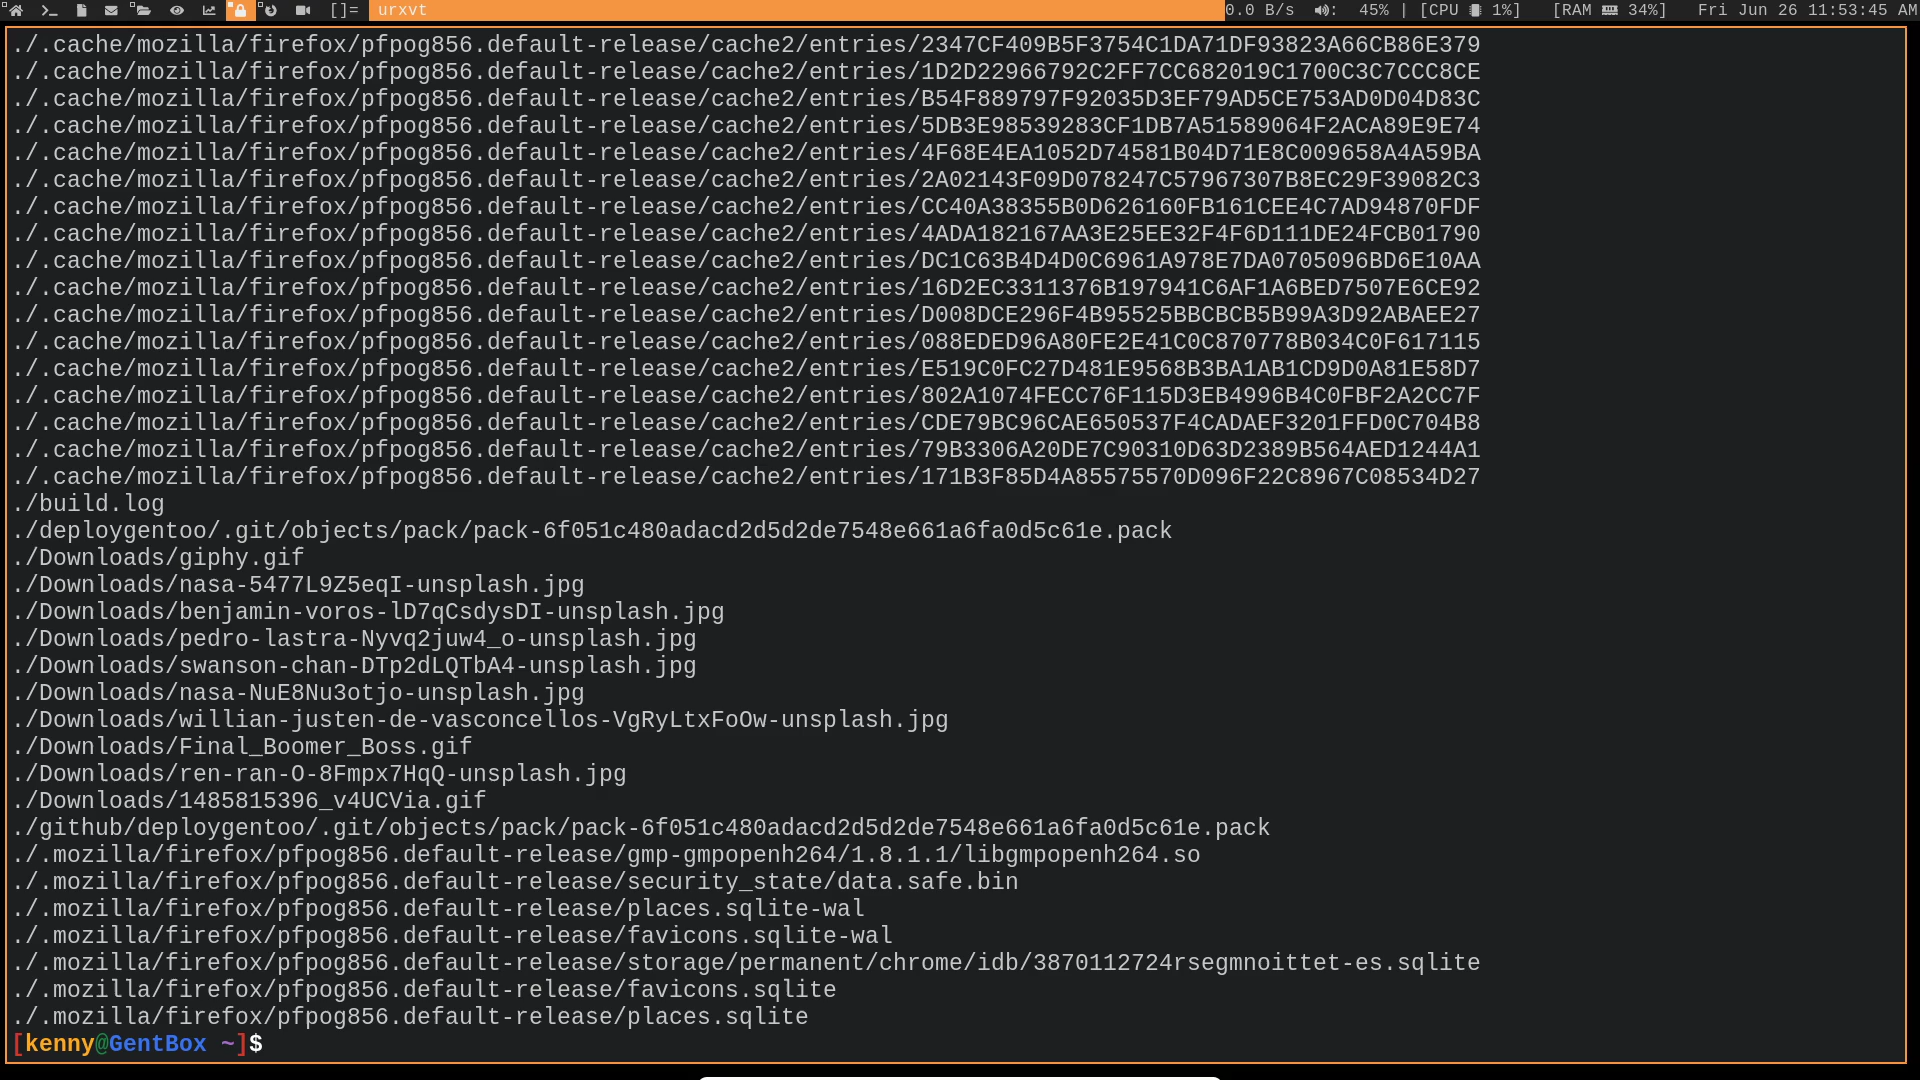 []= urxvt 0.0 B/s : 45% | [CPU 1%] [RAM 34%] Fri Jun 26 11:53:45 AM
./.cache/mozilla/firefox/pfpog856.default-release/cache2/entries/2347CF409B5F3754C1DA71DF93823A66CB86E379
./.cache/mozilla/firefox/pfpog856.default-release/cache2/entries/1D2D22966792C2FF7CC682019C1700C3C7CCC8CE
./.cache/mozilla/firefox/pfpog856.default-release/cache2/entries/B54F889797F92035D3EF79AD5CE753AD0D04D83C
./.cache/mozilla/firefox/pfpog856.default-release/cache2/entries/5DB3E98539283CF1DB7A51589064F2ACA89E9E74
./.cache/mozilla/firefox/pfpog856.default-release/cache2/entries/4F68E4EA1052D74581B04D71E8C009658A4A59BA
./.cache/mozilla/firefox/pfpog856.default-release/cache2/entries/2A02143F09D078247C57967307B8EC29F39082C3
./.cache/mozilla/firefox/pfpog856.default-release/cache2/entries/CC40A38355B0D626160FB161CEE4C7AD94870FDF
./.cache/mozilla/firefox/pfpog856.default-release/cache2/entries/4ADA182167AA3E25EE32F4F6D111DE24FCB01790
./.cache/mozilla/firefox/pfpog856.default-release/cache2/entries/DC1C63B4D4D0C6961A978E7DA0705096BD6E10AA
./.cache/mozilla/firefox/pfpog856.default-release/cache2/entries/16D2EC3311376B197941C6AF1A6BED7507E6CE92
./.cache/mozilla/firefox/pfpog856.default-release/cache2/entries/D008DCE296F4B95525BBCBCB5B99A3D92ABAEE27
./.cache/mozilla/firefox/pfpog856.default-release/cache2/entries/088EDED96A80FE2E41C0C870778B034C0F617115
./.cache/mozilla/firefox/pfpog856.default-release/cache2/entries/E519C0FC27D481E9568B3BA1AB1CD9D0A81E58D7
./.cache/mozilla/firefox/pfpog856.default-release/cache2/entries/802A1074FECC76F115D3EB4996B4C0FBF2A2CC7F
./.cache/mozilla/firefox/pfpog856.default-release/cache2/entries/CDE79BC96CAE650537F4CADAEF3201FFD0C704B8
./.cache/mozilla/firefox/pfpog856.default-release/cache2/entries/79B3306A20DE7C90310D63D2389B564AED1244A1
./.cache/mozilla/firefox/pfpog856.default-release/cache2/entries/171B3F85D4A85575570D096F22C8967C08534D27
./build.log
./deploygentoo/.git/objects/pack/pack-6f051c480adacd2d5d2de7548e661a6fa0d5c61e.pack
./Downloads/giphy.gif
./Downloads/nasa-5477L9Z5eqI-unsplash.jpg
./Downloads/benjamin-voros-lD7qCsdysDI-unsplash.jpg
./Downloads/pedro-lastra-Nyvq2juw4_o-unsplash.jpg
./Downloads/swanson-chan-DTp2dLQTbA4-unsplash.jpg
./Downloads/nasa-NuE8Nu3otjo-unsplash.jpg
./Downloads/willian-justen-de-vasconcellos-VgRyLtxFoOw-unsplash.jpg
./Downloads/Final_Boomer_Boss.gif
./Downloads/ren-ran-O-8Fmpx7HqQ-unsplash.jpg
./Downloads/1485815396_v4UCVia.gif
./github/deploygentoo/.git/objects/pack/pack-6f051c480adacd2d5d2de7548e661a6fa0d5c61e.pack
./.mozilla/firefox/pfpog856.default-release/gmp-gmpopenh264/1.8.1.1/libgmpopenh264.so
./.mozilla/firefox/pfpog856.default-release/security_state/data.safe.bin
./.mozilla/firefox/pfpog856.default-release/places.sqlite-wal
./.mozilla/firefox/pfpog856.default-release/favicons.sqlite-wal
./.mozilla/firefox/pfpog856.default-release/storage/permanent/chrome/idb/3870112724rsegmnoittet-es.sqlite
./.mozilla/firefox/pfpog856.default-release/favicons.sqlite
./.mozilla/firefox/pfpog856.default-release/places.sqlite
[kenny@GentBox ~]$